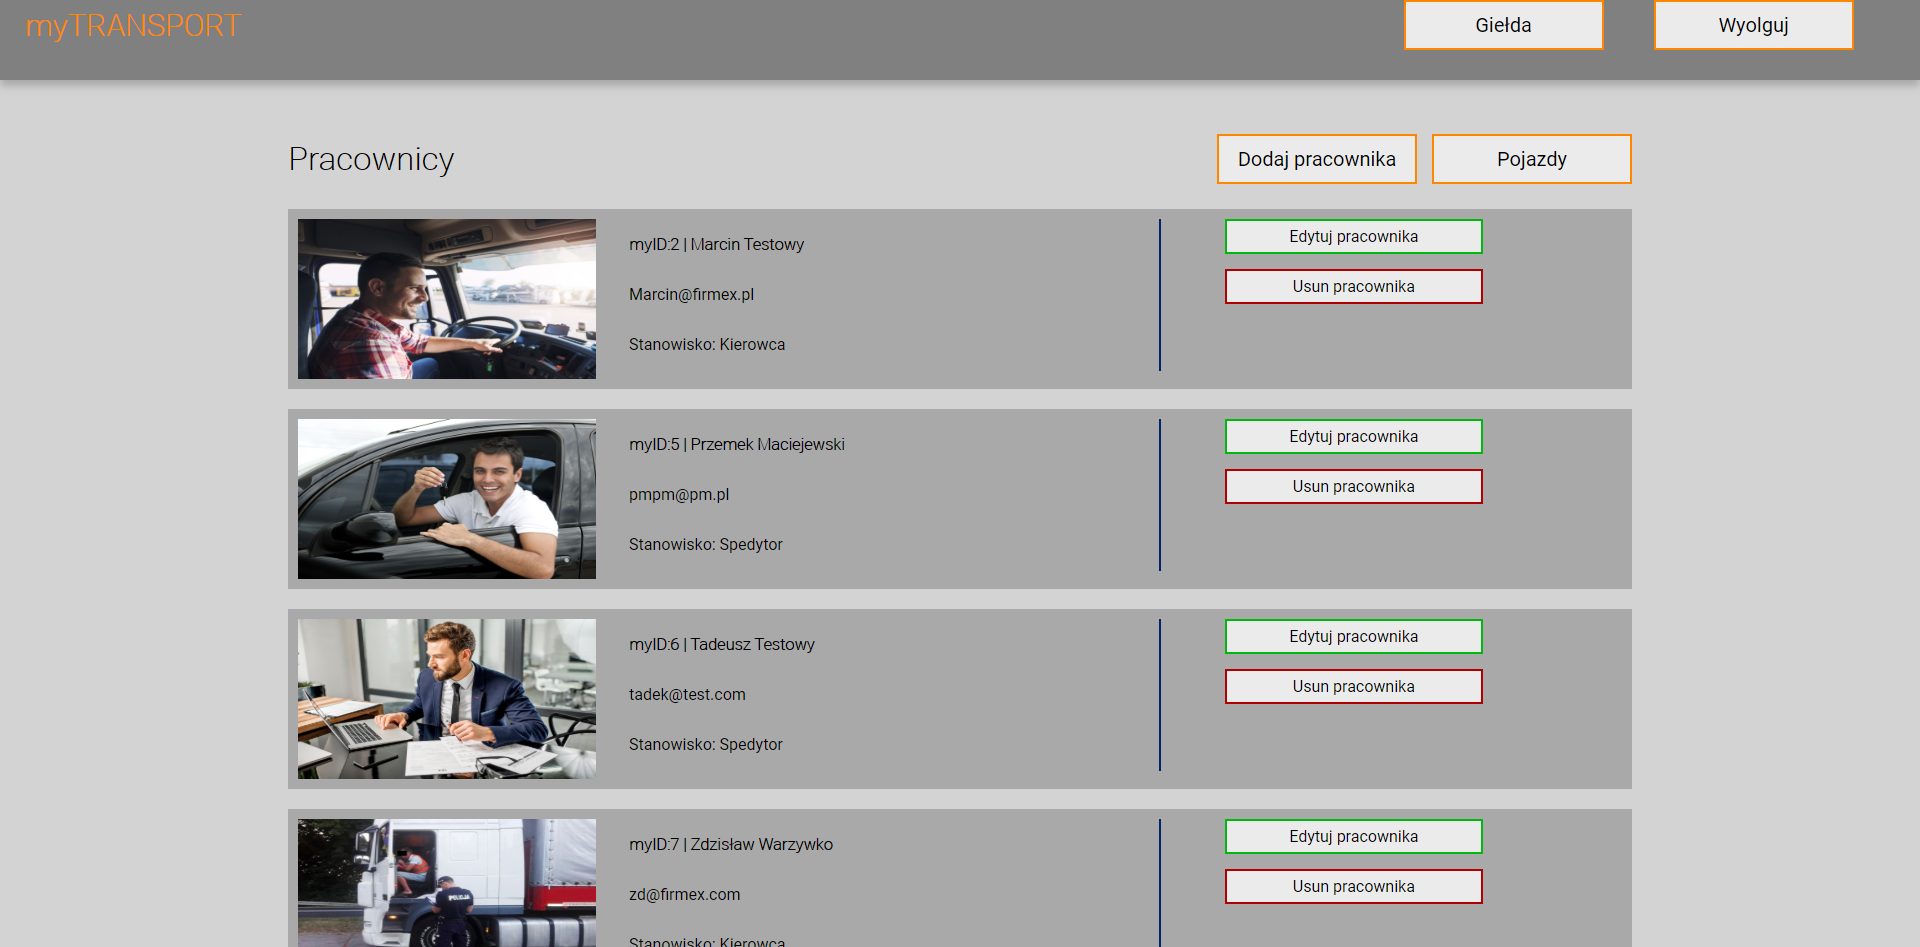 myTRANSPORT
Giełda
Wyolguj
Pracownicy
Dodaj pracownika
Pojazdy
myID:2 | Marcin Testowy
Marcin@firmex.pl
Stanowisko: Kierowca
Edytuj pracownika
Usun pracownika
myID:5 | Przemek Maciejewski
pmpm@pm.pl
Stanowisko: Spedytor
Edytuj pracownika
Usun pracownika
myID:6 | Tadeusz Testowy
tadek@test.com
Stanowisko: Spedytor
Edytuj pracownika
Usun pracownika
myID:7 | Zdzisław Warzywko
zd@firmex.com
Stanowisko: Kierowca
Edytuj pracownika
Usun pracownika
POLICJA